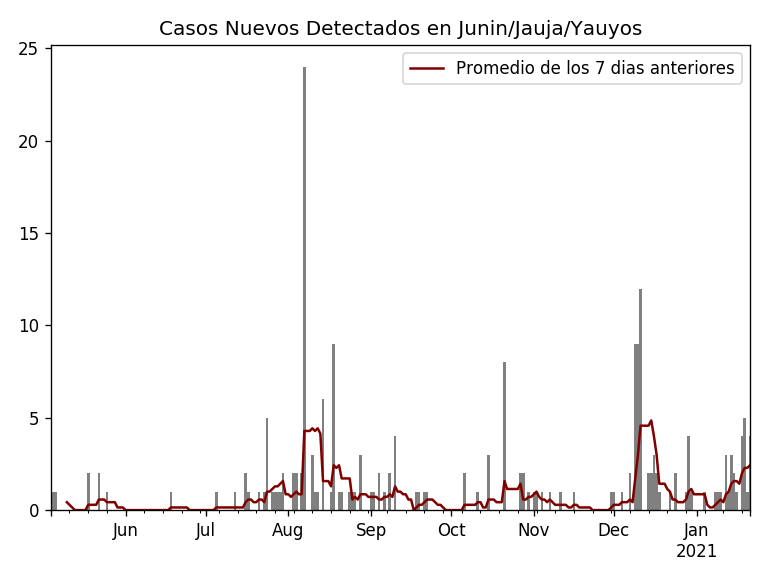 Casos Nuevos Detectados en Junin/Jauja/Yauyos
Promedio de los 7 dias anteriores
25
20
15
10
5
0
Jun Jul Aug Sep Oct Nov Dec Jan
2021